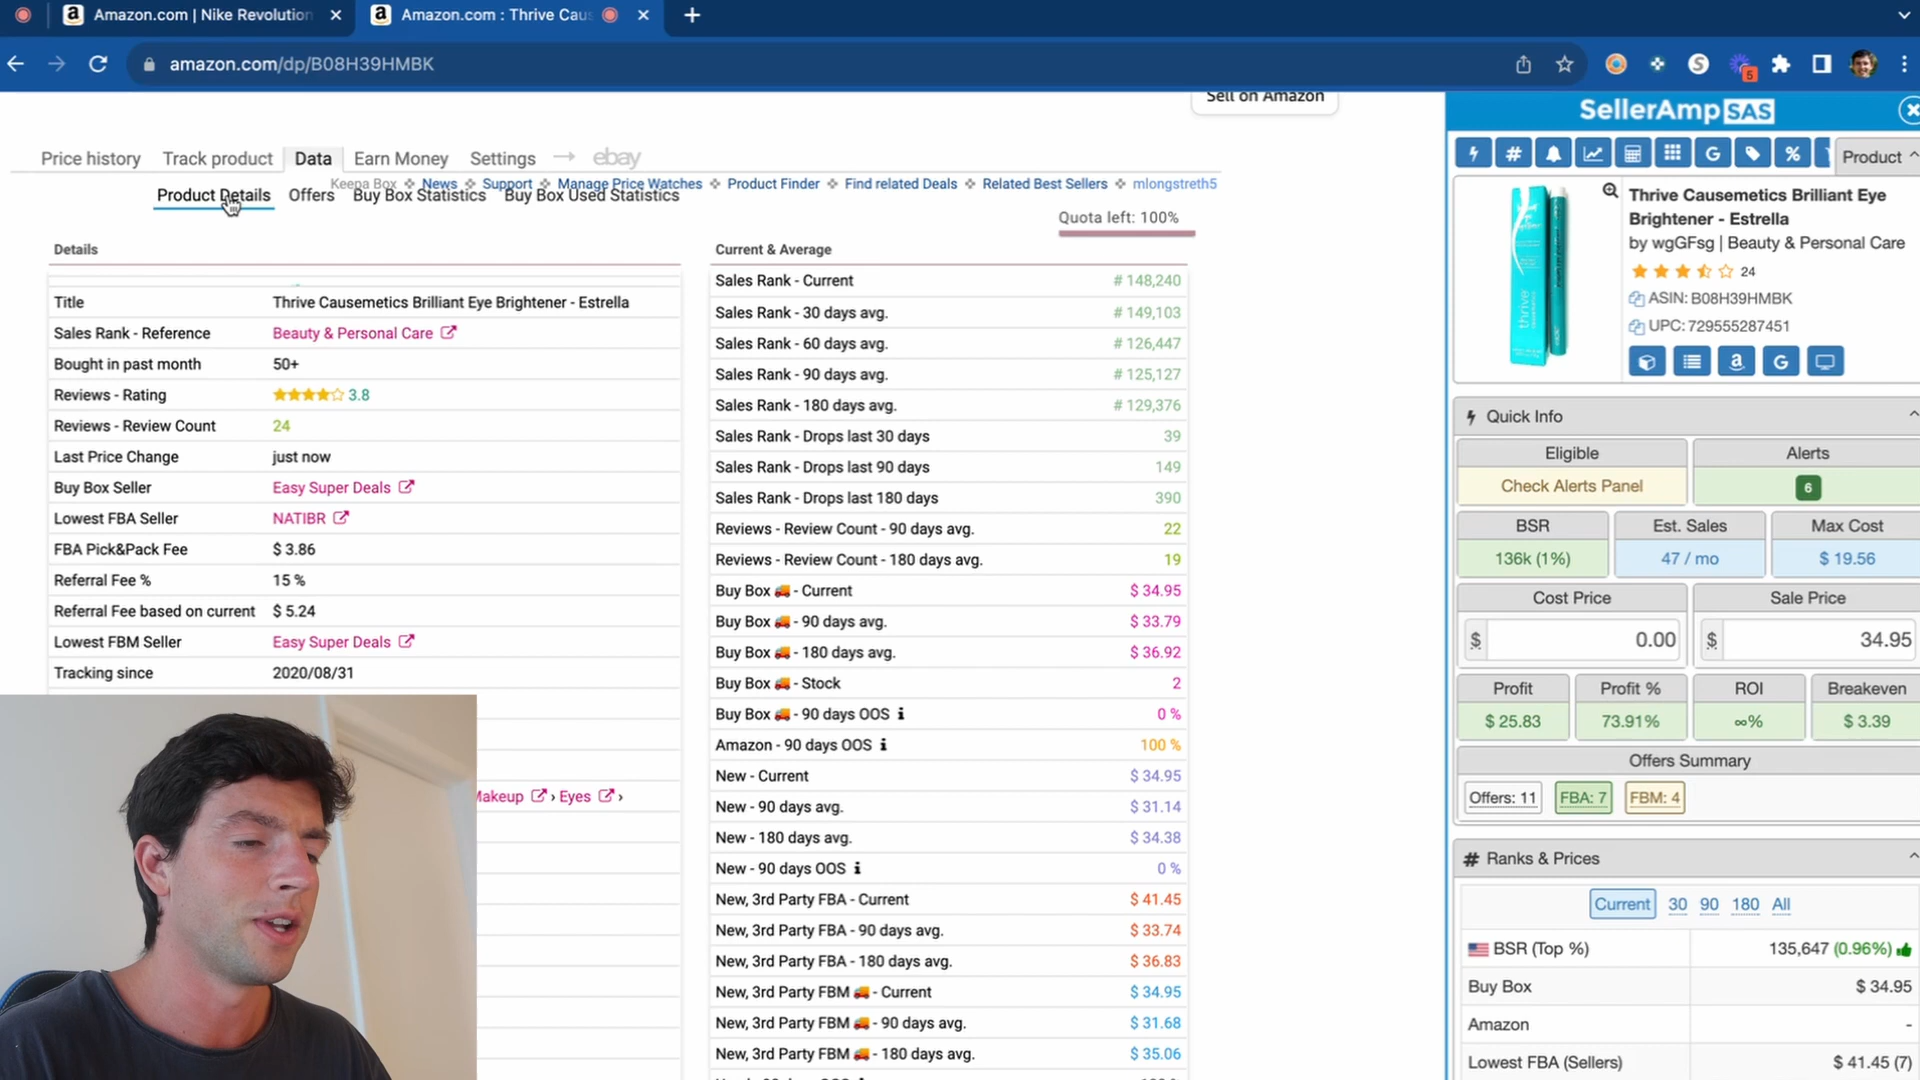 Amazon.com | Nike Revolution
Amazon.com : Thrive Caus
amazon.com/dp/B08H39HMBK
5
Sell on Amazon
Price history
Track product
Data
Earn Money
Settings
ebay
Keepa Box
News
Support
Manage Price Watches
Product Finder
Find related Deals
Related Best Sellers
mlongstreth5
Product Details
Offers
Buy Box Statistics
Buy Box Used Statistics
Quota left: 100%
Details
Title Thrive Causemetics Brilliant Eye Brightener - Estrella
Sales Rank - Reference Beauty & Personal Care
Bought in past month 50+
Reviews - Rating 3.8
Reviews - Review Count 24
Last Price Change just now
Buy Box Seller Easy Super Deals
Lowest FBA Seller NATIBR
FBA Pick&Pack Fee $ 3.86
Referral Fee % 15 %
Referral Fee based on current $ 5.24
Lowest FBM Seller Easy Super Deals
Tracking since 2020/08/31
Makeup › Eyes ›
Current & Average
Sales Rank - Current # 148,240
Sales Rank - 30 days avg. # 149,103
Sales Rank - 60 days avg. # 126,447
Sales Rank - 90 days avg. # 125,127
Sales Rank - 180 days avg. # 129,376
Sales Rank - Drops last 30 days 39
Sales Rank - Drops last 90 days 149
Sales Rank - Drops last 180 days 390
Reviews - Review Count - 90 days avg. 22
Reviews - Review Count - 180 days avg. 19
Buy Box - Current $ 34.95
Buy Box - 90 days avg. $ 33.79
Buy Box - 180 days avg. $ 36.92
Buy Box - Stock 2
Buy Box - 90 days OOS 0 %
Amazon - 90 days OOS 100 %
New - Current $ 34.95
New - 90 days avg. $ 31.14
New - 180 days avg. $ 34.38
New - 90 days OOS 0 %
New, 3rd Party FBA - Current $ 41.45
New, 3rd Party FBA - 90 days avg. $ 33.74
New, 3rd Party FBA - 180 days avg. $ 36.83
New, 3rd Party FBM - Current $ 34.95
New, 3rd Party FBM - 90 days avg. $ 31.68
New, 3rd Party FBM - 180 days avg. $ 35.06
SellerAmp SAS
Product
Thrive Causemetics Brilliant Eye
Brightener - Estrella
by wgGFsg | Beauty & Personal Care
24
ASIN: B08H39HMBK
UPC: 729555287451
thrive
Quick Info
Eligible Alerts
Check Alerts Panel 6
BSR Est. Sales Max Cost
136k (1%) 47 / mo $ 19.56
Cost Price Sale Price
$ 0.00 $ 34.95
Profit Profit % ROI Breakeven
$ 25.83 73.91% ∞% $ 3.39
Offers Summary
Offers: 11 FBA: 7 FBM: 4
# Ranks & Prices
Current 30 90 180 All
BSR (Top %) 135,647 (0.96%)
Buy Box $ 34.95
Amazon -
Lowest FBA (Sellers) $ 41.45 (7)